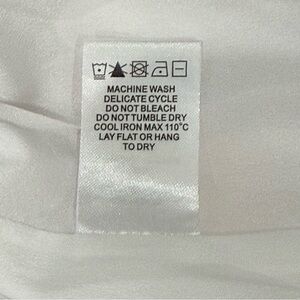 MACHINE WASH
DELICATE CYCLE
DO NOT BLEACH
DO NOT TUMBLE DRY
COOL IRON MAX 110°C
LAY FLAT OR HANG
TO DRY